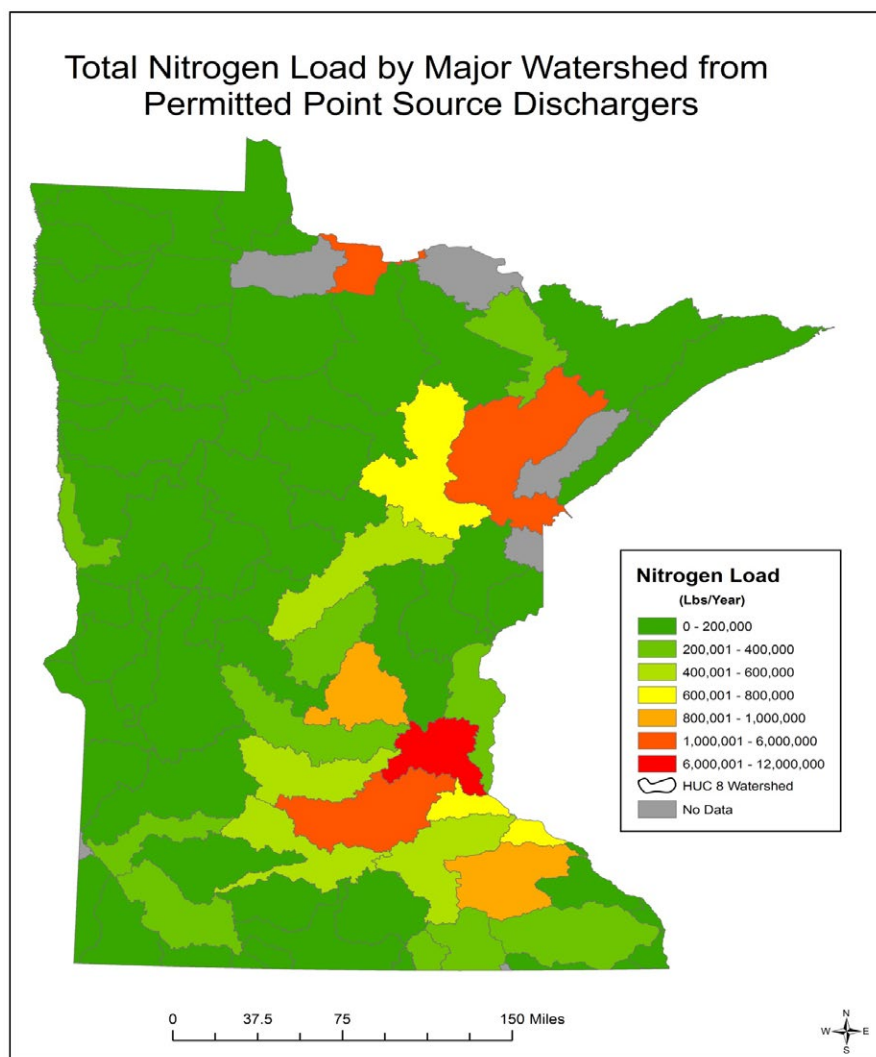 Total Nitrogen Load by Major Watershed from
Permitted Point Source Dischargers
Nitrogen Load
(Lbs/Year)
0 - 200,000
200,001 - 400,000
400,001 - 600,000
600,001 - 800,000
800,001 - 1,000,000
1,000,001 - 6,000,000
6,000,001 - 12,000,000
HUC 8 Watershed
No Data
0 37.5 75 150 Miles
N
W E
S